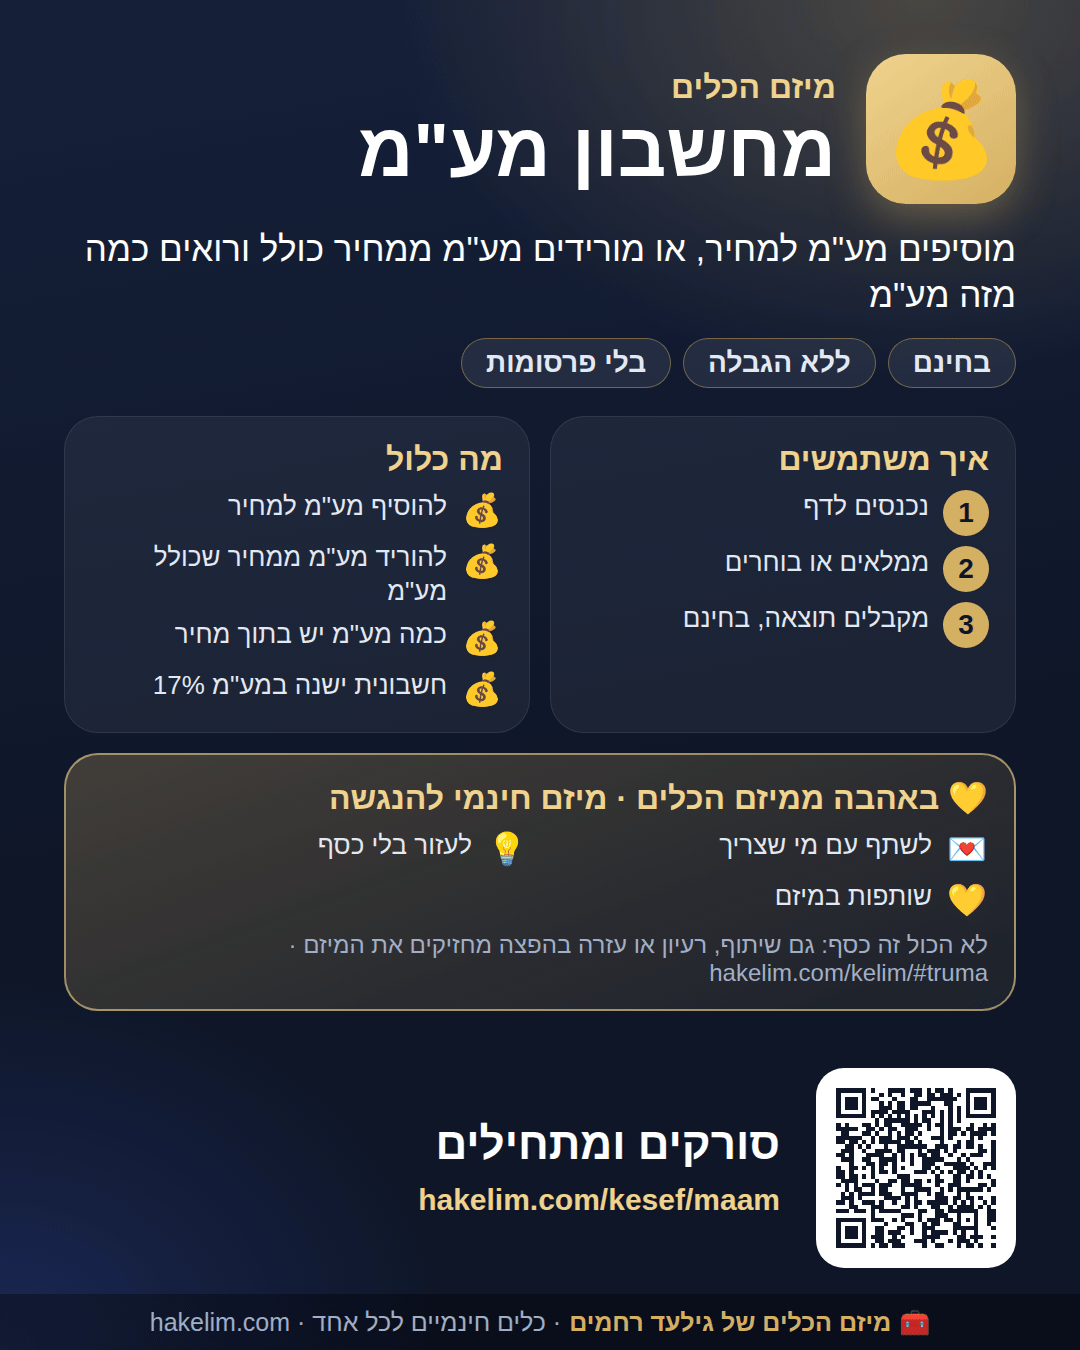 מיזם הכלים
מחשבון מע"מ
מוסיפים מע"מ למחיר, או מורידים מע"מ ממחיר כולל ורואים כמה
מזה מע"מ
בחינם
ללא הגבלה
בלי פרסומות
איך משתמשים
1 נכנסים לדף
2 ממלאים או בוחרים
3 מקבלים תוצאה, בחינם
מה כלול
להוסיף מע"מ למחיר
להוריד מע"מ ממחיר שכולל
מע"מ
כמה מע"מ יש בתוך מחיר
חשבונית ישנה במע"מ 17%
באהבה ממיזם הכלים · מיזם חינמי להנגשה
לשתף עם מי שצריך
לעזור בלי כסף
שותפות במיזם
לא הכול זה כסף: גם שיתוף, רעיון או עזרה בהפצה מחזיקים את המיזם ·
hakelim.com/kelim/#truma
סורקים ומתחילים
hakelim.com/kesef/maam
מיזם הכלים של גילעד רחמים · כלים חינמיים לכל אחד · hakelim.com